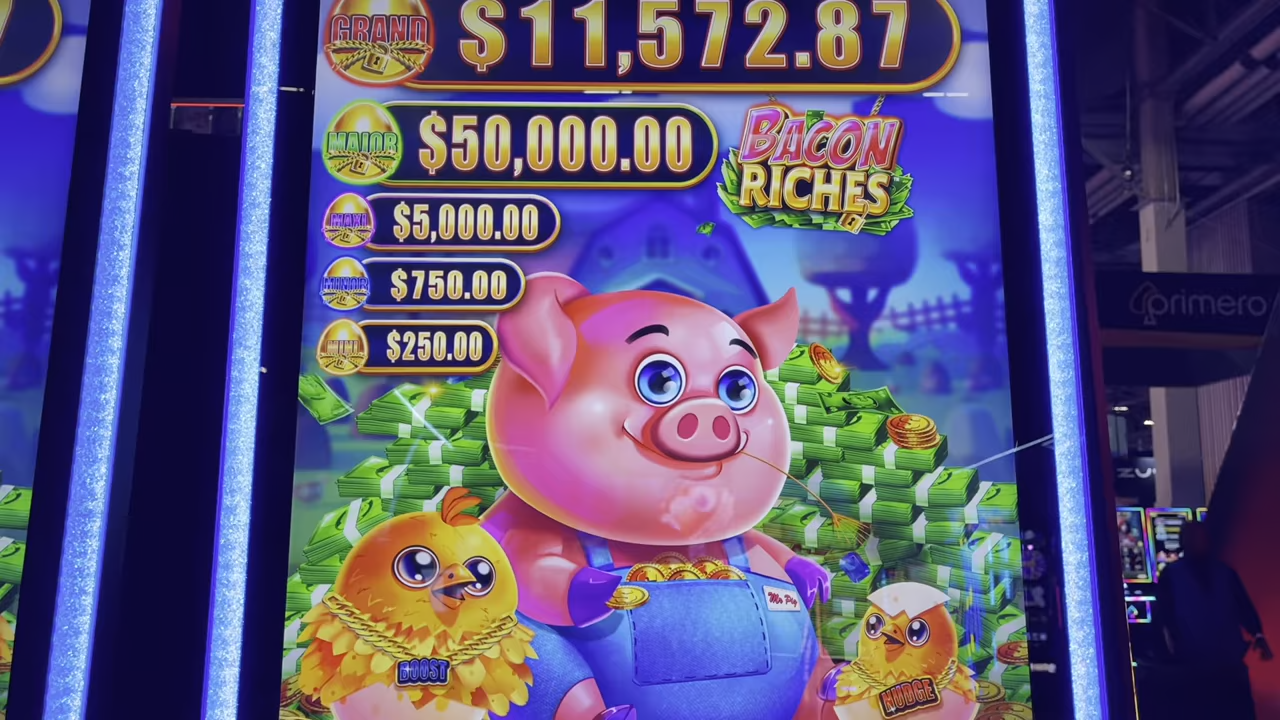 GRAND
$11,572.87
MAJOR
$50,000.00
BACON
RICHES
MAXI
$5,000.00
MINOR
$750.00
MINI
$250.00
primero
Mr Pig
BOOST
NUDGE